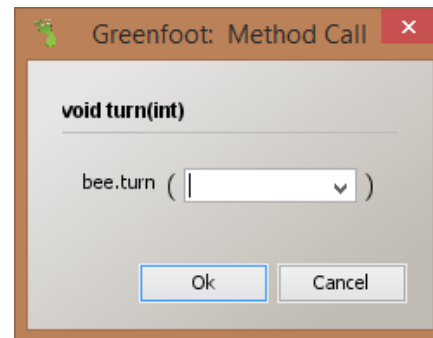 Greenfoot: Method Call
void turn(int)
bee.turn ( )
Ok Cancel